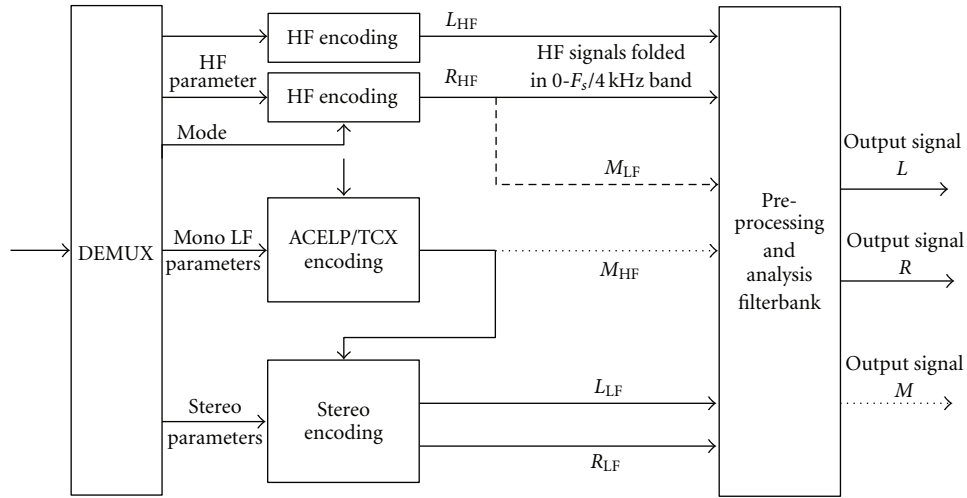 DEMUX
HF
parameter
Mode
Mono LF
parameters
Stereo
parameters
HF encoding
HF encoding
ACELP/TCX
encoding
Stereo
encoding
L_HF
R_HF
HF signals folded
in 0-F_s/4 kHz band
M_LF
M_HF
L_LF
R_LF
Pre-
processing
and
analysis
filterbank
Output signal
L
Output signal
R
Output signal
M